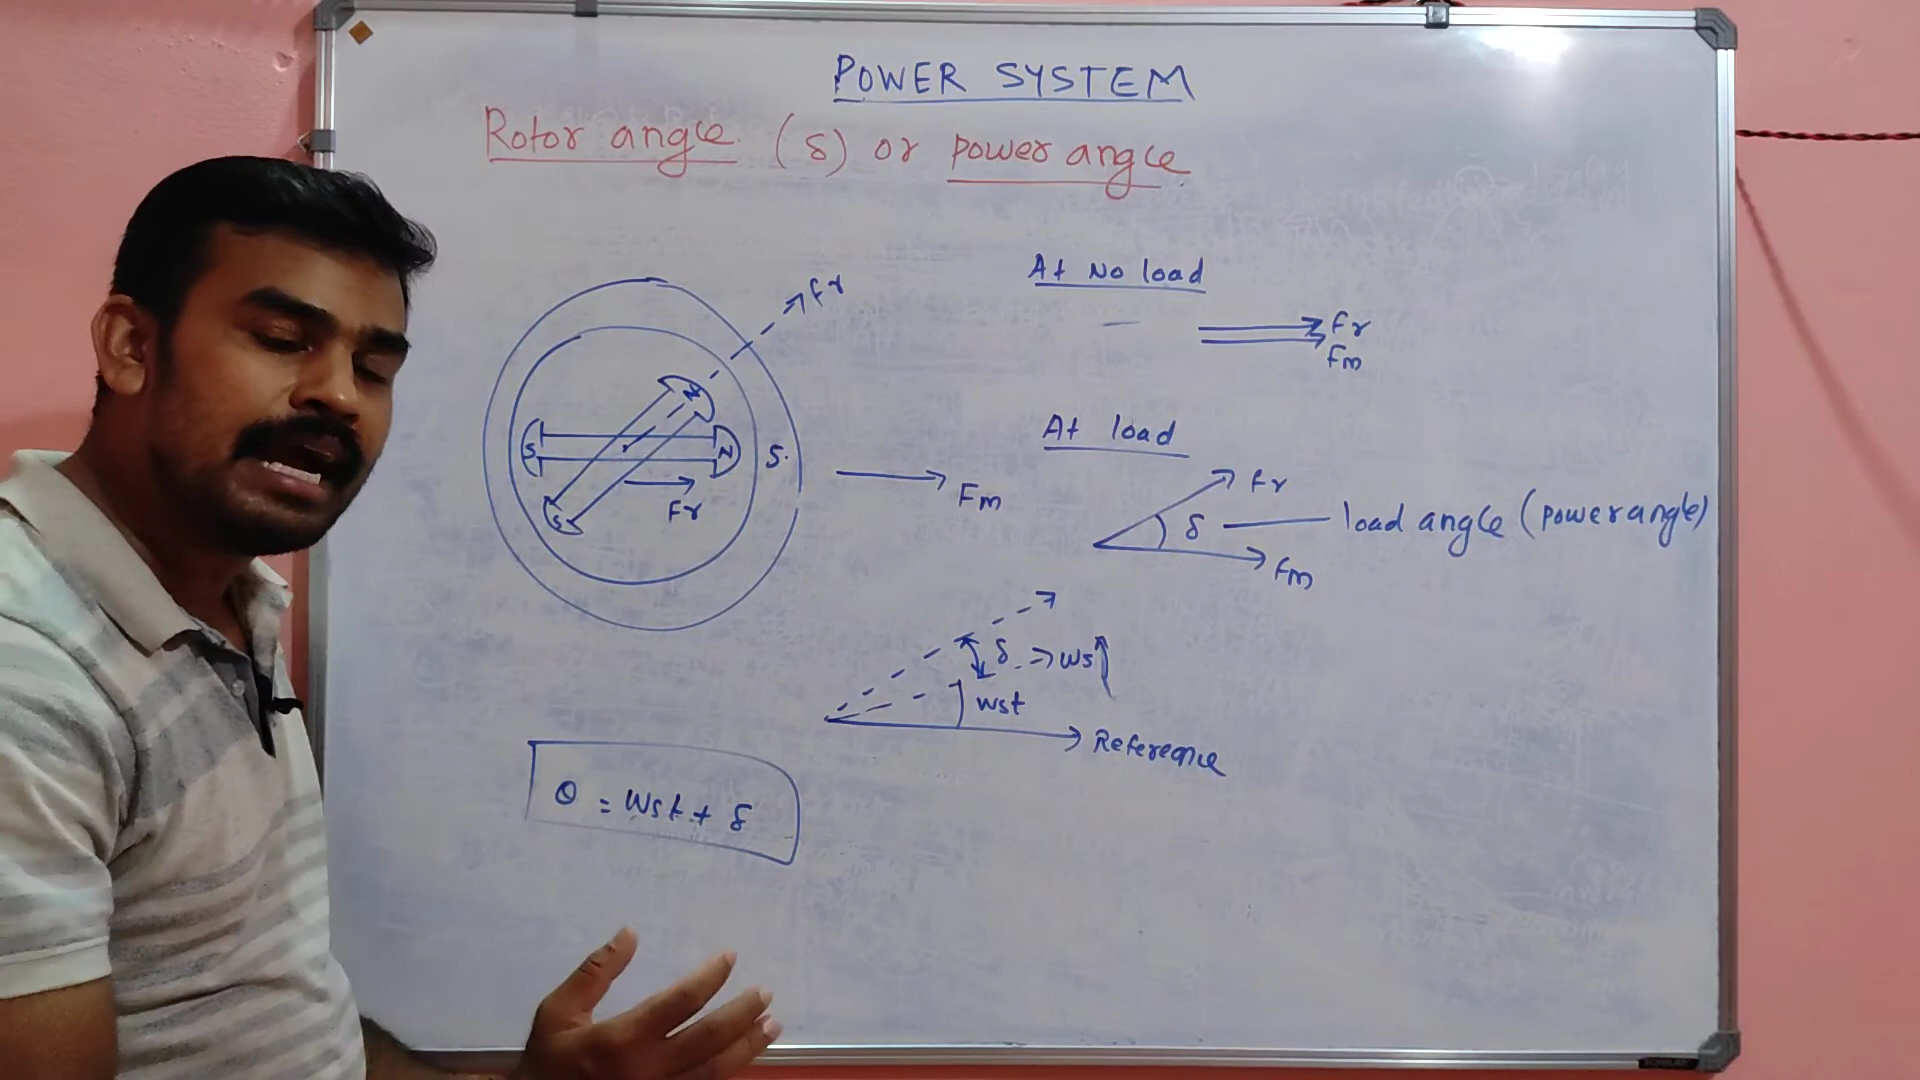 POWER SYSTEM
Rotor angle (δ) or power angle
Fr
N
S
N
S
S.
Fr
Fm
At No load
Fr
Fm
At load
Fr
δ — load angle (power angle)
Fm
δ → ws↑
wst
Reference
θ = wst + δ